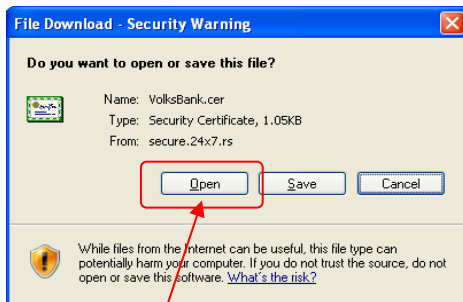 File Download - Security Warning
Do you want to open or save this file?
Name: VolksBank.cer
Type: Security Certificate, 1.05KB
From: secure.24x7.rs
Open Save Cancel
While files from the Internet can be useful, this file type can
potentially harm your computer. If you do not trust the source, do not
open or save this software. What's the risk?